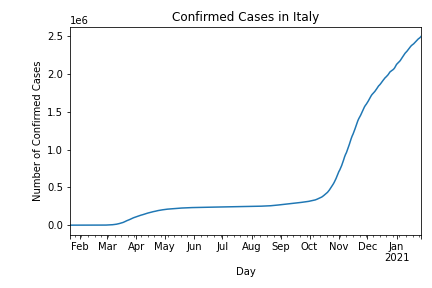 Confirmed Cases in Italy
1e6
2.5
2.0
1.5
1.0
0.5
0.0
Number of Confirmed Cases
Feb Mar Apr May Jun Jul Aug Sep Oct Nov Dec Jan
2021
Day